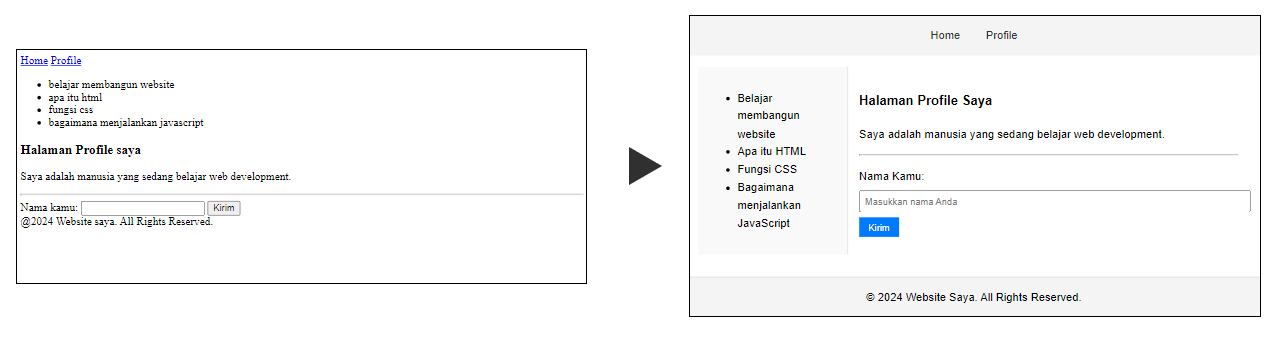 Home Profile
belajar membangun website
apa itu html
fungsi css
bagaimana menjalankan javascript
Halaman Profile saya
Saya adalah manusia yang sedang belajar web development.
Nama kamu: Kirim
@2024 Website saya. All Rights Reserved.
Home Profile
Belajar
membangun
website
Apa itu HTML
Fungsi CSS
Bagaimana
menjalankan
JavaScript
Halaman Profile Saya
Saya adalah manusia yang sedang belajar web development.
Nama Kamu:
Masukkan nama Anda
Kirim
© 2024 Website Saya. All Rights Reserved.